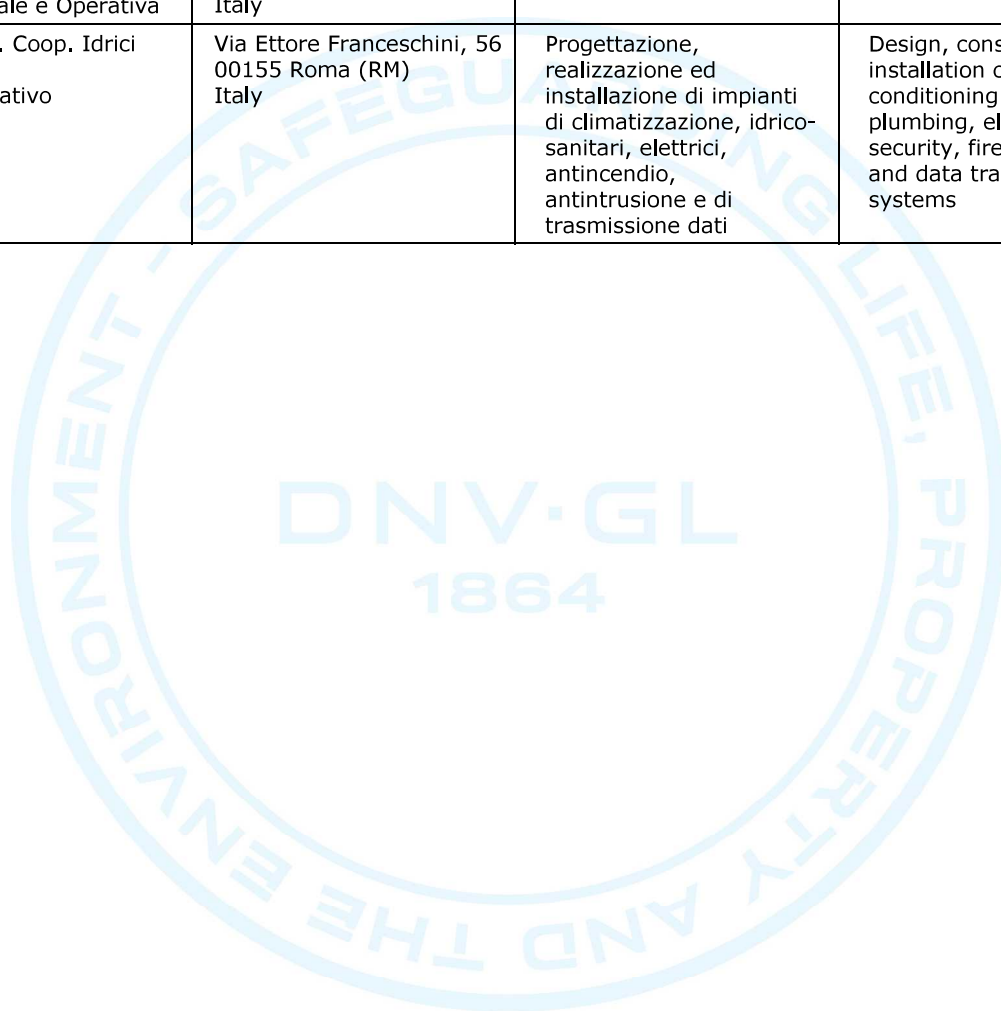 ale e Operativa
Italy
. Coop. Idrici
ativo
Via Ettore Franceschini, 56
00155 Roma (RM)
Italy
Progettazione,
realizzazione ed
installazione di impianti
di climatizzazione, idrico-
sanitari, elettrici,
antincendio,
antintrusione e di
trasmissione dati
Design, cons
installation o
conditioning
plumbing, el
security, fire
and data tra
systems
SAFEGUARDING LIFE, PROPERTY AND THE ENVIRONMENT -
DNV·GL
1864